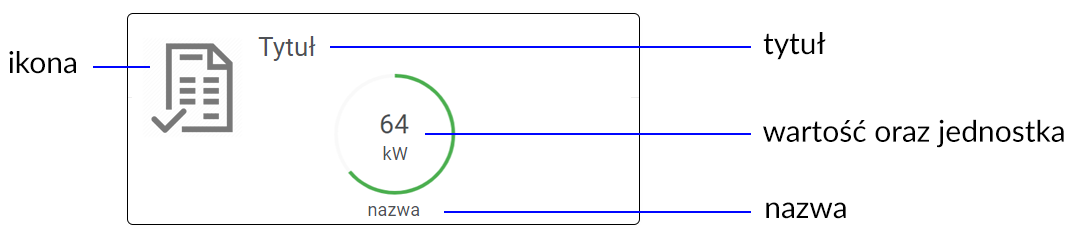 Tytuł
tytuł
ikona
64
kW
wartość oraz jednostka
nazwa
nazwa